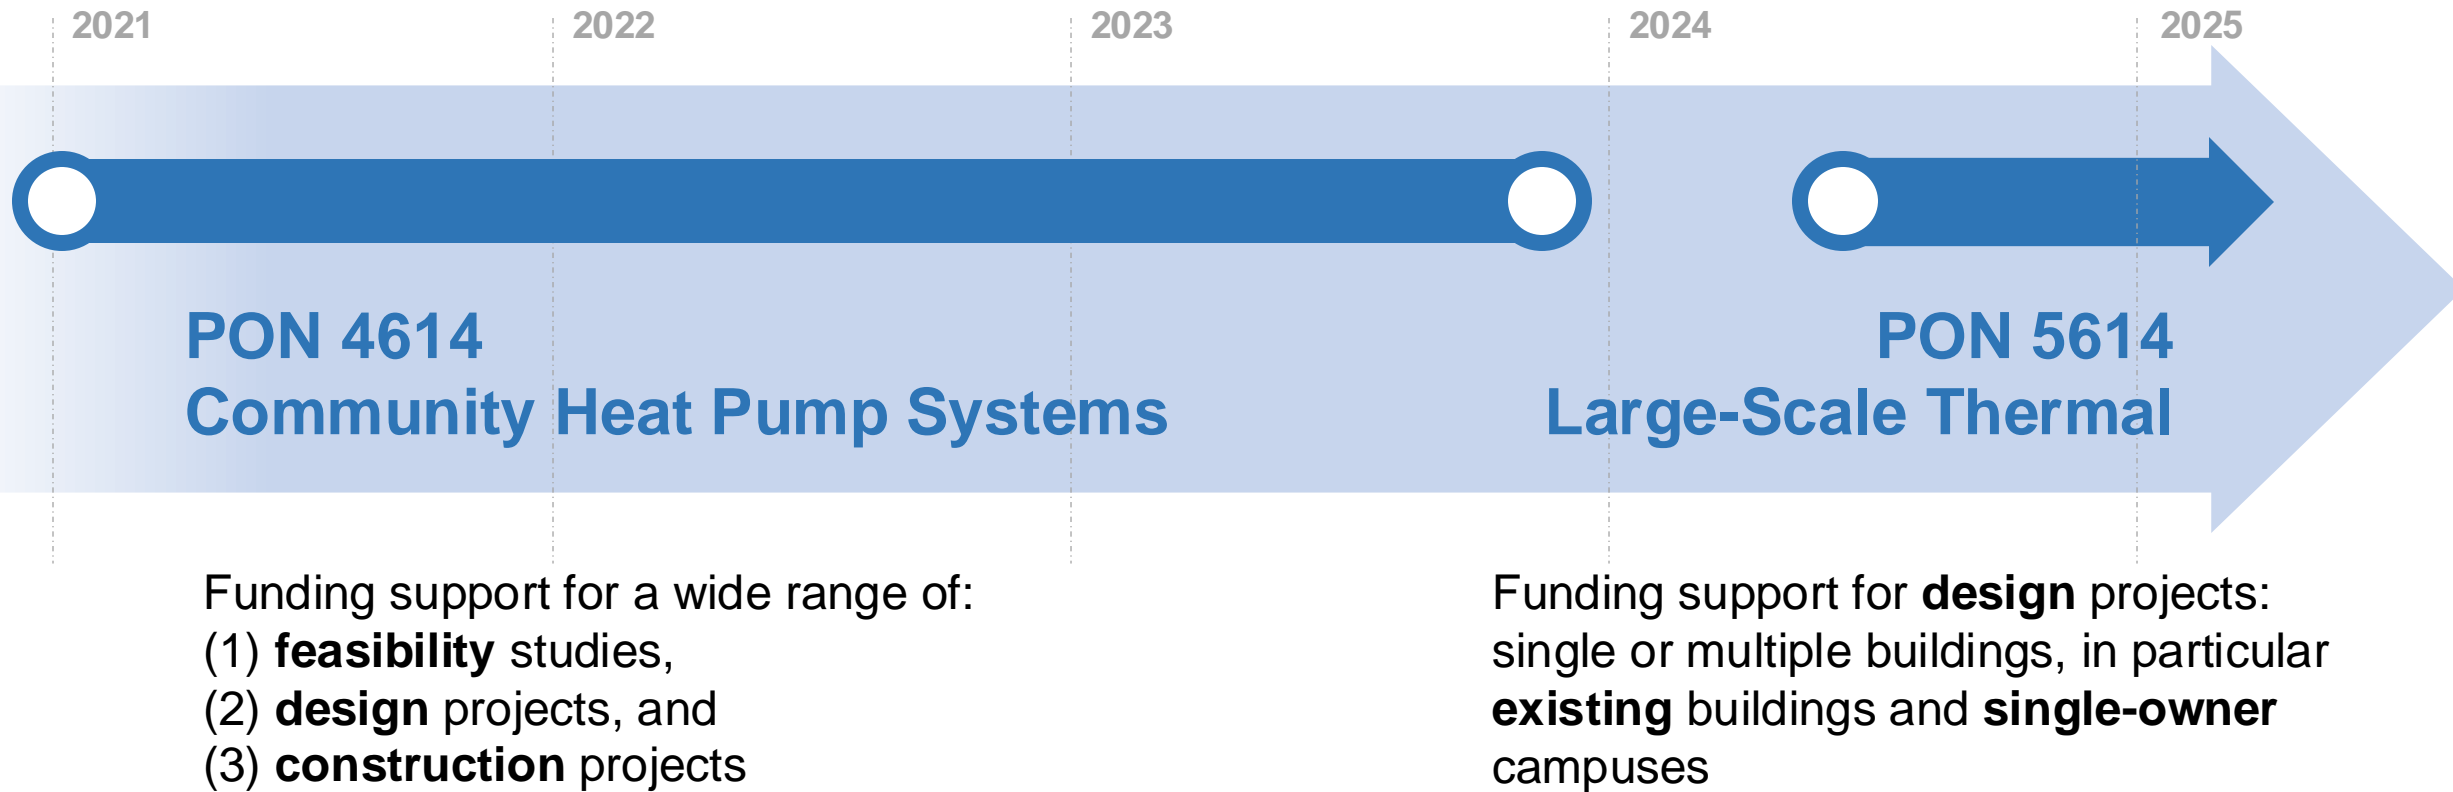 2021
2022
2023
2024
2025
PON 4614
Community Heat Pump Systems
PON 5614
Large-Scale Thermal
Funding support for a wide range of:
(1) feasibility studies,
(2) design projects, and
(3) construction projects
Funding support for design projects:
single or multiple buildings, in particular
existing buildings and single-owner
campuses